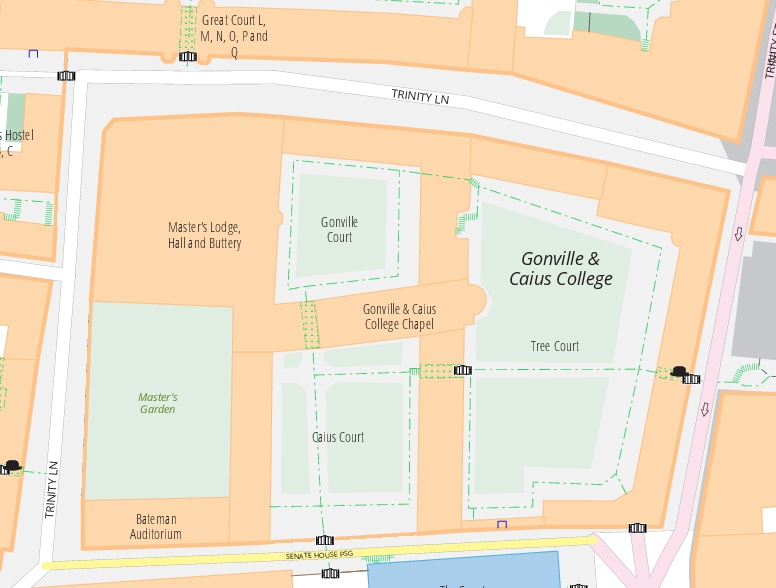 Great Court L,
M, N, O, P and
Q
TRINITY LN
s Hostel
, C
Master's Lodge,
Hall and Buttery
Gonville
Court
Gonville &
Caius College
Gonville & Caius
College Chapel
Tree Court
Master's
Garden
Caius Court
TRINITY LN
Bateman
Auditorium
SENATE HOUSE PSG